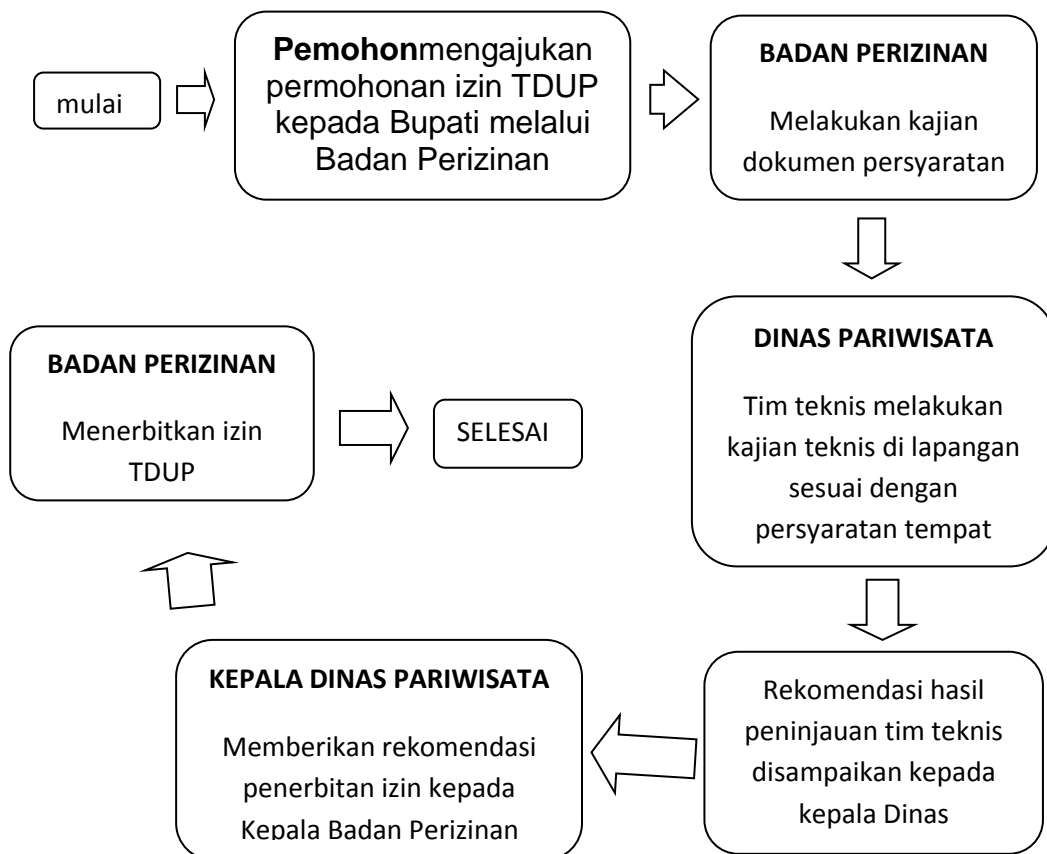 mulai
Pemohonmengajukan
permohonan izin TDUP
kepada Bupati melalui
Badan Perizinan
BADAN PERIZINAN
Melakukan kajian
dokumen persyaratan
DINAS PARIWISATA
Tim teknis melakukan
kajian teknis di lapangan
sesuai dengan
persyaratan tempat
Rekomendasi hasil
peninjauan tim teknis
disampaikan kepada
kepala Dinas
KEPALA DINAS PARIWISATA
Memberikan rekomendasi
penerbitan izin kepada
Kepala Badan Perizinan
BADAN PERIZINAN
Menerbitkan izin
TDUP
SELESAI